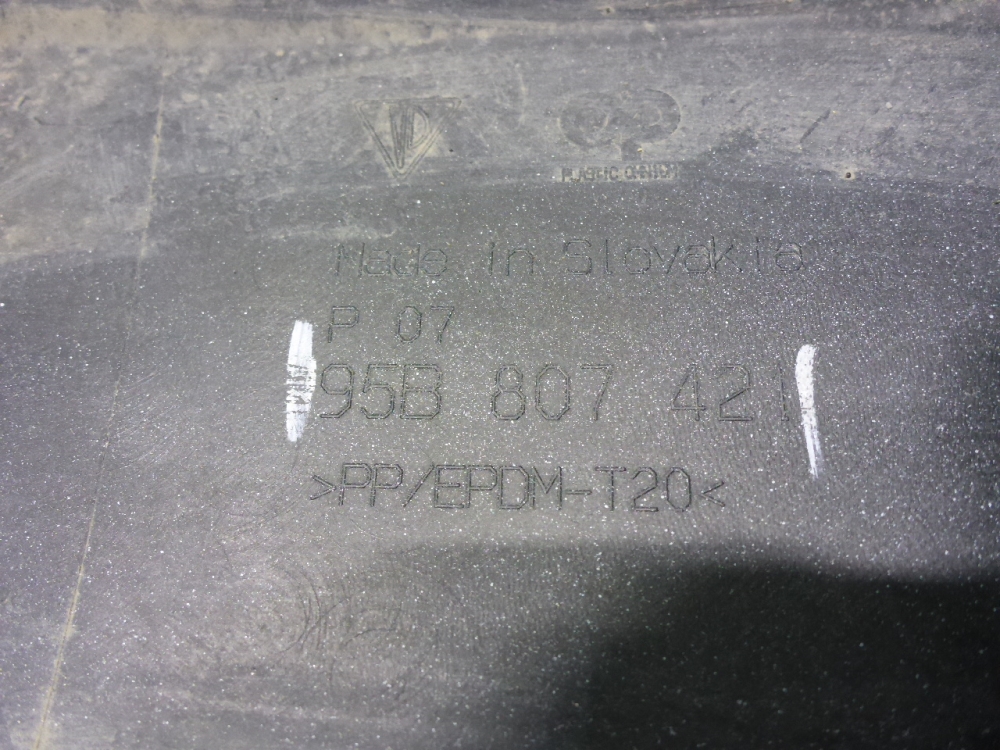 PLASTIC OMNIUM
Made in Slovakia
P 07
95B 807 421
>PP/EPDM-T20<